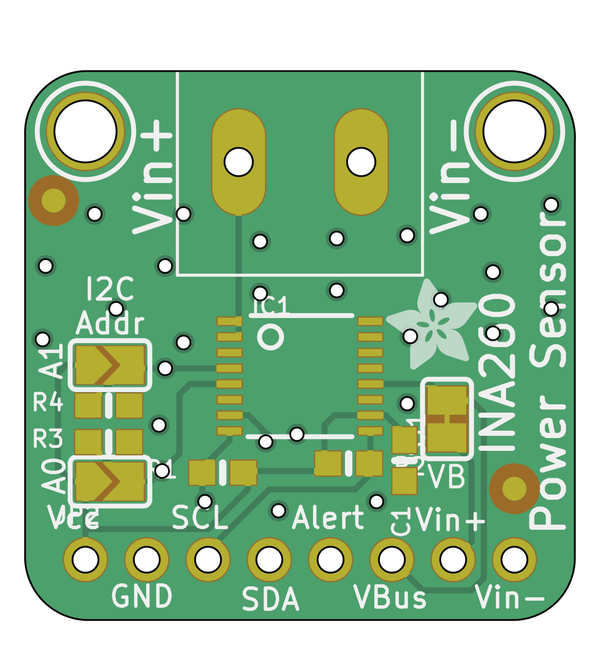 Vin+
Vin-
I2C
Addr
IC1
A1
R4
R3
A0
INA260
Power Sensor
VB
Vcc
SCL
Alert
C1
Vin+
GND
SDA
VBus
Vin-